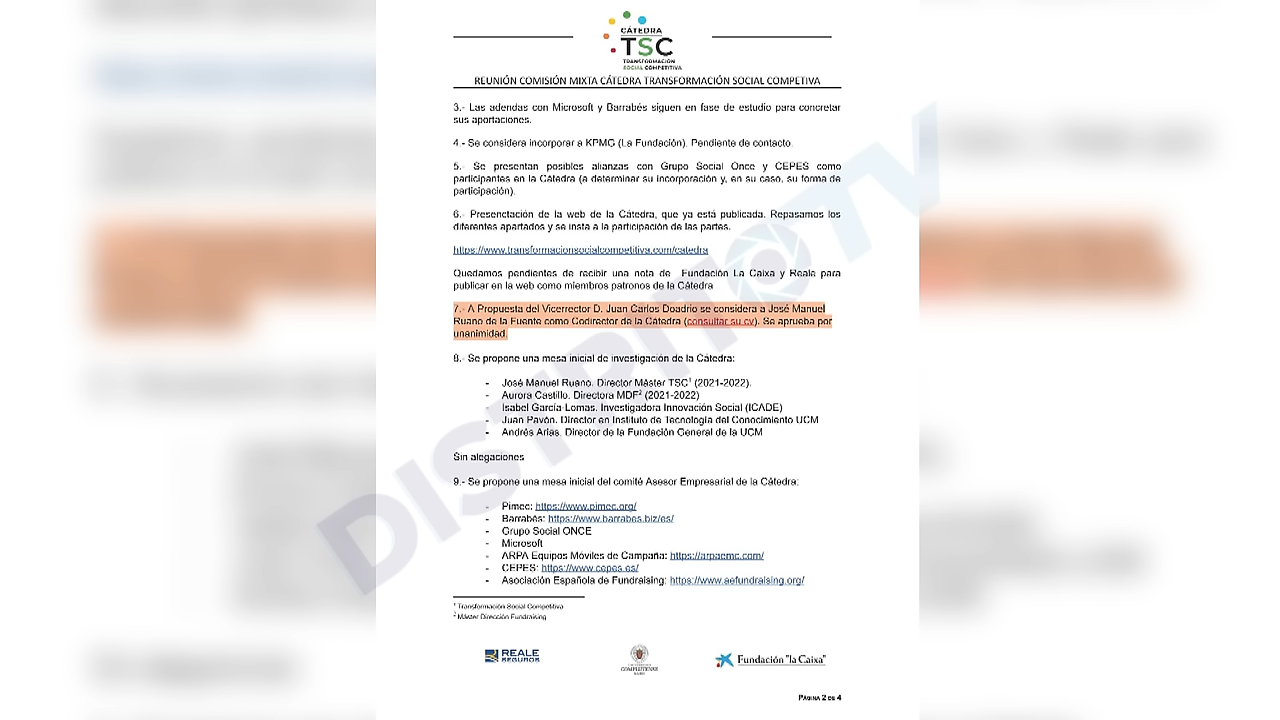 CÁTEDRA
TSC
TRANSFORMACIÓN
SOCIAL COMPETITIVA
REUNIÓN COMISIÓN MIXTA CÁTEDRA TRANSFORMACIÓN SOCIAL COMPETIVA
3.- Las adendas con Microsoft y Barrabés siguen en fase de estudio para concretar
sus aportaciones.
4.- Se considera incorporar a KPMG (La Fundación). Pendiente de contacto.
5.- Se presentan posibles alianzas con Grupo Social Once y CEPES como
participantes en la Cátedra (a determinar su incorporación y, en su caso, su forma de
participación).
6.- Presenctación de la web de la Cátedra, que ya está publicada. Repasamos los
diferentes apartados y se insta a la participación de las partes.
https://www.transformacionsocialcompetitiva.com/catedra
Quedamos pendientes de recibir una nota de Fundación La Caixa y Reale para
publicar en la web como miembros patronos de la Cátedra
7.- A Propuesta del Vicerrector D. Juan Carlos Doadrio se considera a José Manuel
Ruano de la Fuente como Codirector de la Cátedra (consultar su cv). Se aprueba por
unanimidad.
8.- Se propone una mesa inicial de investigación de la Cátedra:
- José Manuel Ruano. Director Máster TSC¹ (2021-2022).
- Aurora Castillo. Directora MDF² (2021-2022)
- Isabel García-Lomas. Investigadora Innovación Social (ICADE)
- Juan Pavón. Director en Instituto de Tecnología del Conocimiento UCM
- Andrés Arias. Director de la Fundación General de la UCM
Sin alegaciones
9.- Se propone una mesa inicial del comité Asesor Empresarial de la Cátedra:
- Pimec: https://www.pimec.org/
- Barrabés: https://www.barrabes.biz/es/
- Grupo Social ONCE
- Microsoft
- ARPA Equipos Móviles de Campaña: https://arpaemc.com/
- CEPES: https://www.cepes.es/
- Asociación Española de Fundraising: https://www.aefundraising.org/
¹ Transformación Social Competitiva
² Máster Dirección Fundraising
REALE
SEGUROS
COMPLUTENSE
Fundación "la Caixa"
PÁGINA 2 DE 4
DISTRITOTV